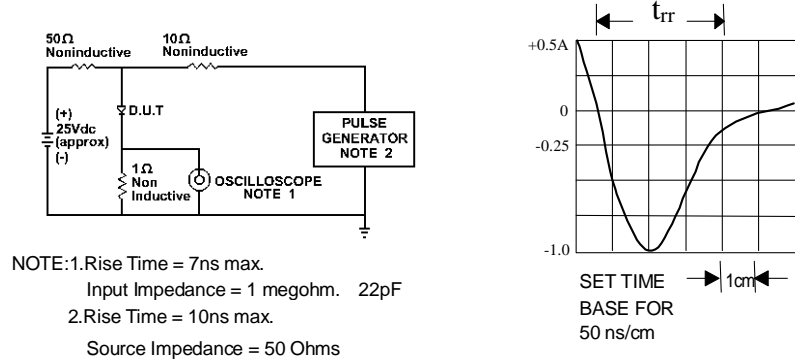 50Ω
Noninductive
10Ω
Noninductive
D.U.T
(+)
25Vdc
(approx)
(-)
1Ω
Non
Inductive
OSCILLOSCOPE
NOTE 1
PULSE
GENERATOR
NOTE 2
NOTE:1.Rise Time = 7ns max.
Input Impedance = 1 megohm. 22pF
2.Rise Time = 10ns max.
Source Impedance = 50 Ohms
trr
+0.5A
0
-0.25
-1.0
SET TIME
BASE FOR
50 ns/cm
1cm